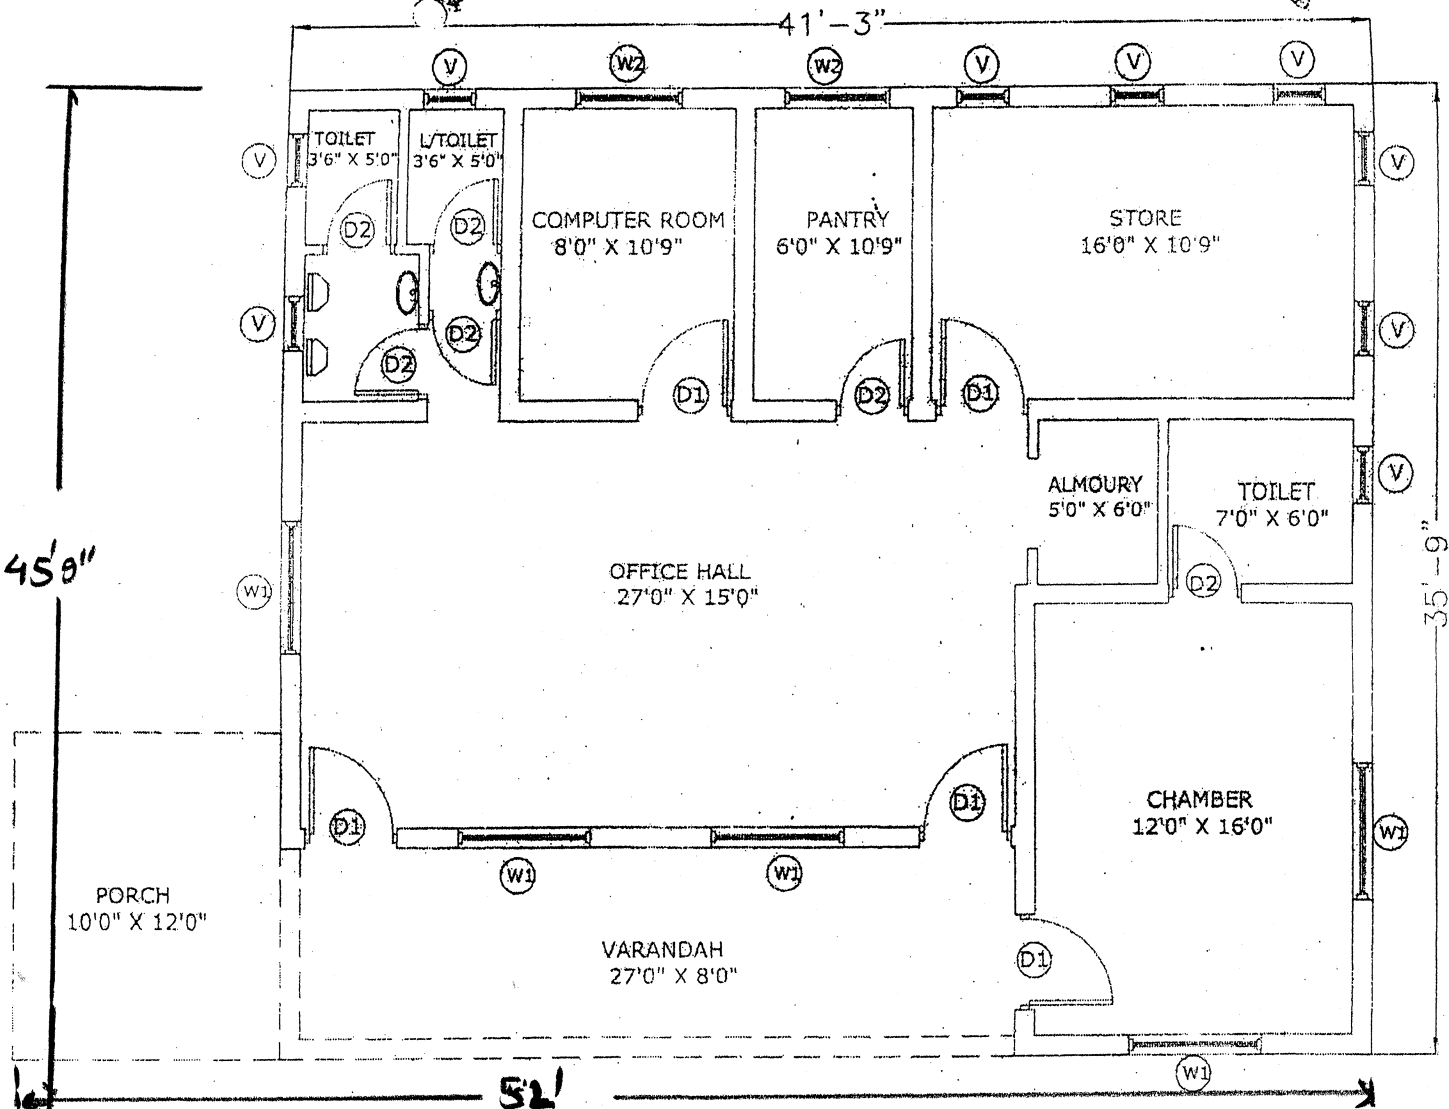 41'-3"
V
W2
W2
V
V
V
V
TOILET
3'6" X 5'0"
L/TOILET
3'6" X 5'0"
V
D2
D2
COMPUTER ROOM
8'0" X 10'9"
PANTRY
6'0" X 10'9"
STORE
16'0" X 10'9"
V
D2
D2
V
D1
D2
D1
ALMOURY
5'0" X 6'0"
TOILET
7'0" X 6'0"
V
35'-9"
D2
W1
OFFICE HALL
27'0" X 15'0"
D1
D1
CHAMBER
12'0" X 16'0"
W1
W1
W1
PORCH
10'0" X 12'0"
VARANDAH
27'0" X 8'0"
D1
W1
52'